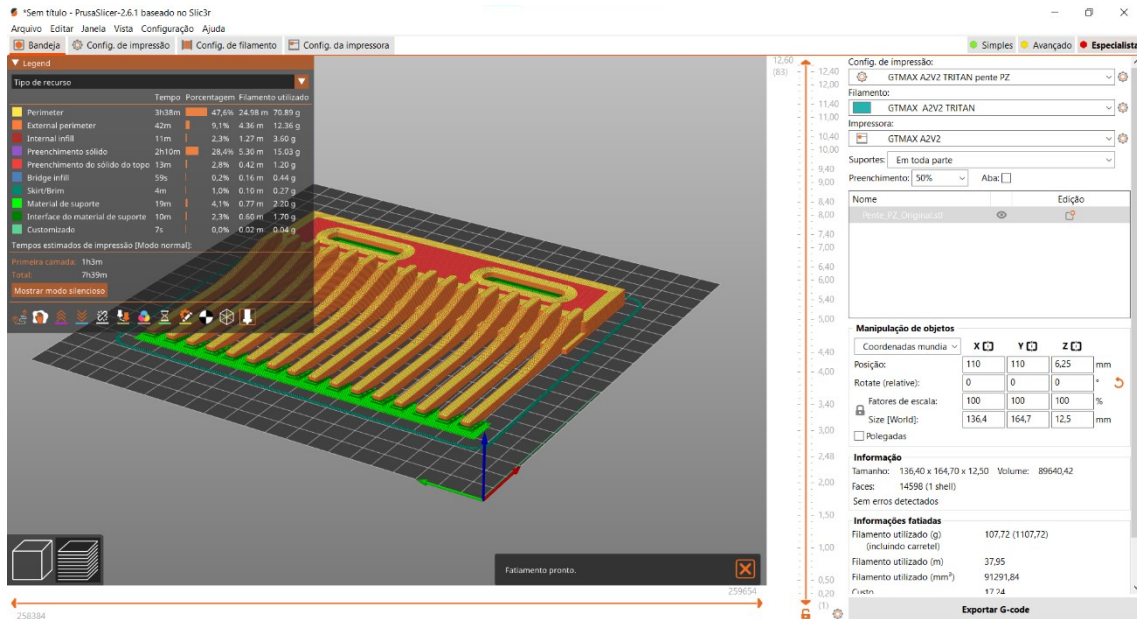 *Sem título - PrusaSlicer-2.6.1 baseado no Slic3r
Arquivo Editar Janela Vista Configuração Ajuda
Bandeja Config. de impressão Config. de filamento Config. da impressora Simples Avançado Especialista
Legend
Tipo de recurso
Tempo Porcentagem Filamento utilizado
Perimeter 3h38m 47,6% 24.98 m 70.89 g
External perimeter 42m 9,1% 4.36 m 12.36 g
Internal infill 11m 2,3% 1.27 m 3.60 g
Preenchimento sólido 2h10m 28,4% 5.30 m 15.03 g
Preenchimento do sólido do topo 13m 2,8% 0.42 m 1.20 g
Bridge infill 59s 0,2% 0.16 m 0.44 g
Skirt/Brim 4m 1,0% 0.10 m 0.27 g
Material de suporte 19m 4,1% 0.77 m 2.20 g
Interface do material de suporte 10m 2,3% 0.60 m 1.70 g
Customizado 7s 0,0% 0.02 m 0.04 g
Tempos estimados de impressão [Modo normal]:
Primeira camada: 1h3m
Total: 7h39m
Mostrar modo silencioso
Fatiamento pronto.
259654
258384
12,60
(83)
12,40
12,00
11,40
11,00
10,40
10,00
9,40
9,00
8,40
8,00
7,40
7,00
6,40
6,00
5,40
5,00
4,40
4,00
3,40
3,00
2,48
2,00
1,50
1,00
0,50
0,20
(1)
Config. de impressão:
GTMAX A2V2 TRITAN pente PZ
Filamento:
GTMAX A2V2 TRITAN
Impressora:
GTMAX A2V2
Suportes: Em toda parte
Preenchimento: 50% Aba:
Nome Edição
Pente_PZ_Original.stl
Manipulação de objetos
Coordenadas mundia X Y Z
Posição: 110 110 6,25 mm
Rotate (relative): 0 0 0 °
Fatores de escala: 100 100 100 %
Size [World]: 136,4 164,7 12,5 mm
Polegadas
Informação
Tamanho: 136,40 x 164,70 x 12,50 Volume: 89640,42
Faces: 14598 (1 shell)
Sem erros detectados
Informações fatiadas
Filamento utilizado (g) 107,72 (1107,72)
(incluindo carretel)
Filamento utilizado (m) 37,95
Filamento utilizado (mm³) 91291,84
Custo 17,24
Exportar G-code